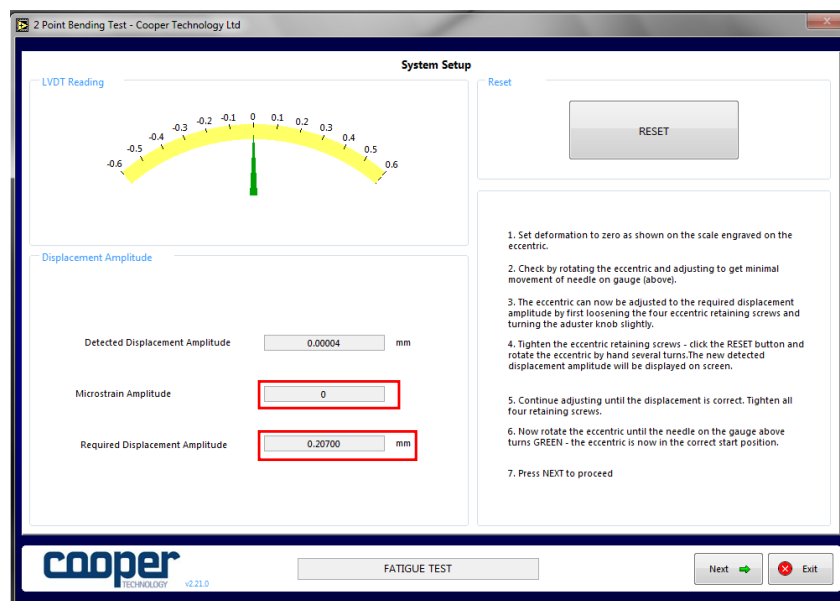 2 Point Bending Test - Cooper Technology Ltd
x
System Setup
LVDT Reading
-0.6
-0.5
-0.4
-0.3
-0.2
-0.1
0
0.1
0.2
0.3
0.4
0.5
0.6
Reset
RESET
Displacement Amplitude
Detected Displacement Amplitude 0.00004 mm
Microstrain Amplitude 0
Required Displacement Amplitude 0.20700 mm
1. Set deformation to zero as shown on the scale engraved on the
eccentric.
2. Check by rotating the eccentric and adjusting to get minimal
movement of needle on gauge (above).
3. The eccentric can now be adjusted to the required displacement
amplitude by first loosening the four eccentric retaining screws and
turning the aduster knob slightly.
4. Tighten the eccentric retaining screws - click the RESET button and
rotate the eccentric by hand several turns.The new detected
displacement amplitude will be displayed on screen.
5. Continue adjusting until the displacement is correct. Tighten all
four retaining screws.
6. Now rotate the eccentric until the needle on the gauge above
turns GREEN - the eccentric is now in the correct start position.
7. Press NEXT to proceed
cooper
TECHNOLOGY
v2.21.0
FATIGUE TEST
Next
Exit